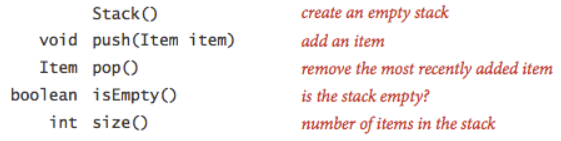 Stack() create an empty stack
void push(Item item) add an item
Item pop() remove the most recently added item
boolean isEmpty() is the stack empty?
int size() number of items in the stack